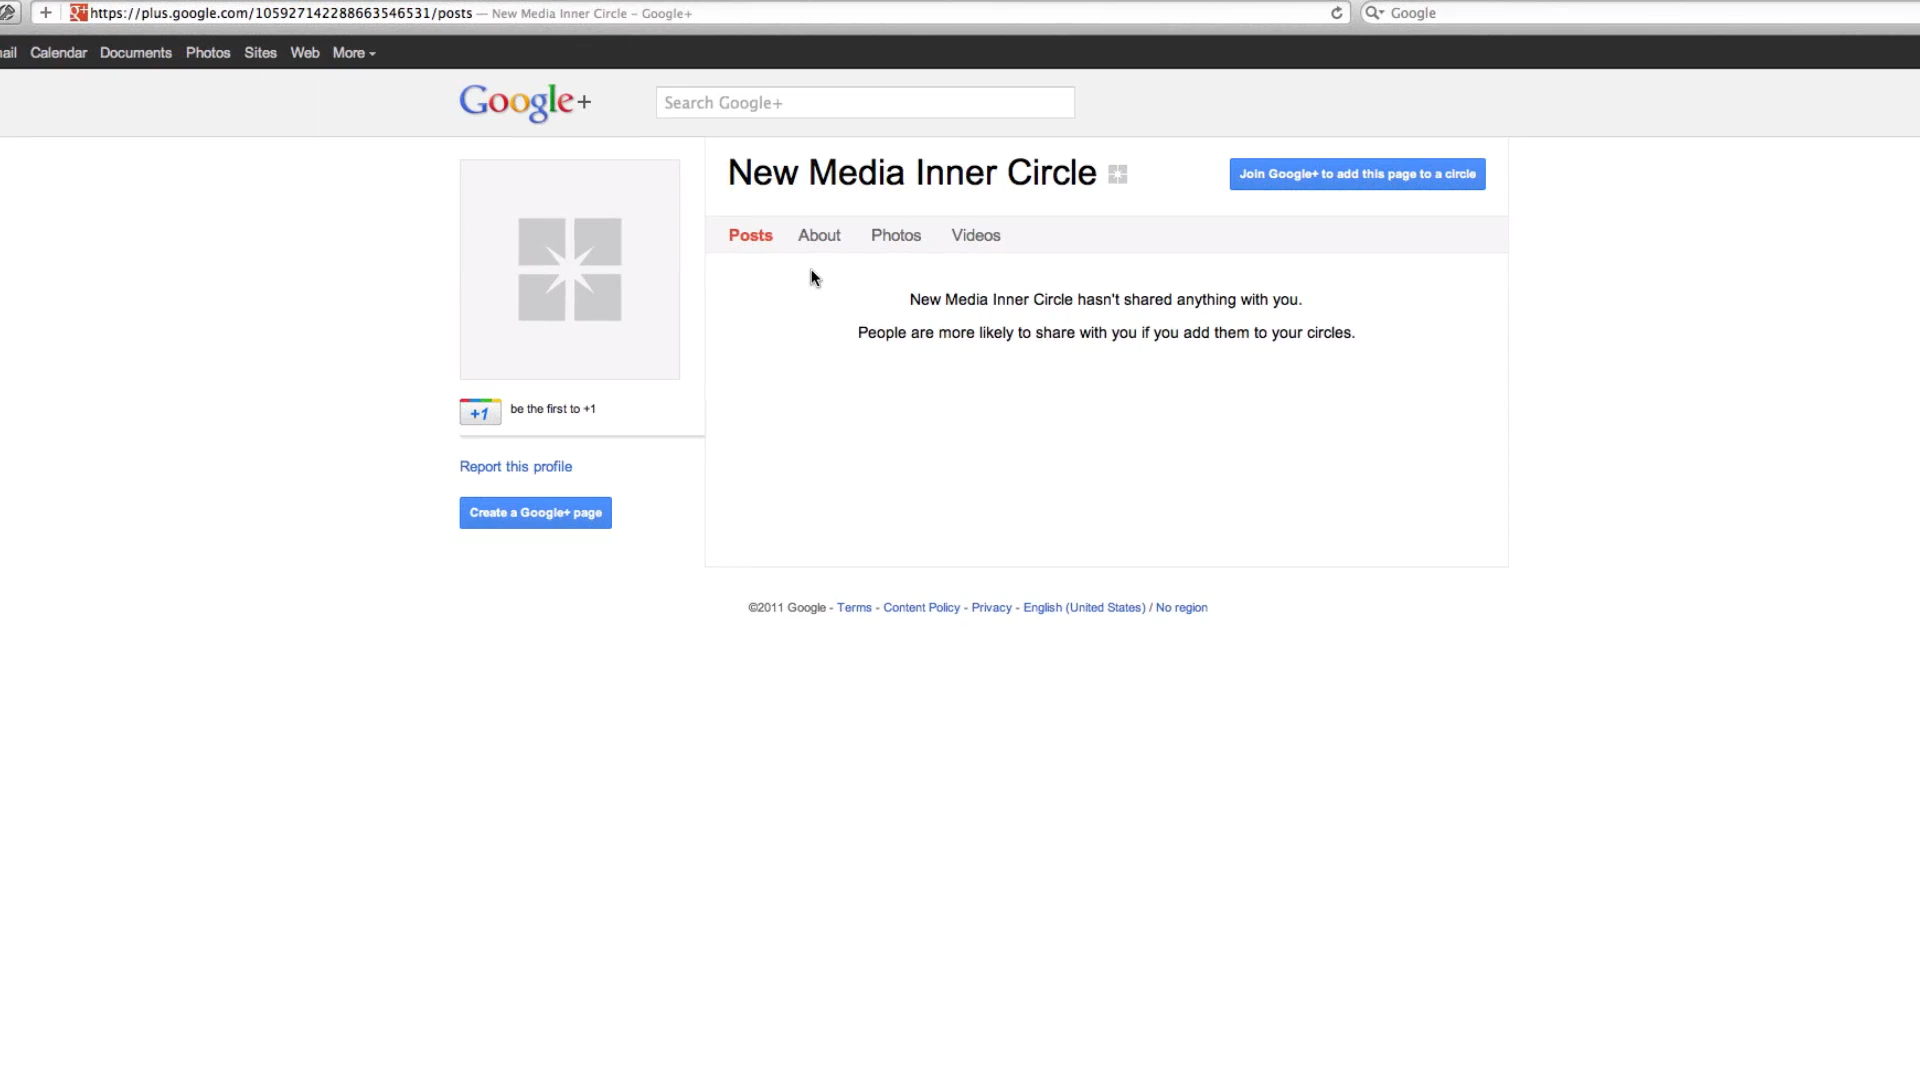 https://plus.google.com/105927142288663546531/posts — New Media Inner Circle – Google+
Google
Calendar Documents Photos Sites Web More
Google+
Search Google+
New Media Inner Circle
Join Google+ to add this page to a circle
Posts About Photos Videos
New Media Inner Circle hasn't shared anything with you.
People are more likely to share with you if you add them to your circles.
+1 be the first to +1
Report this profile
Create a Google+ page
©2011 Google - Terms - Content Policy - Privacy - English (United States) / No region